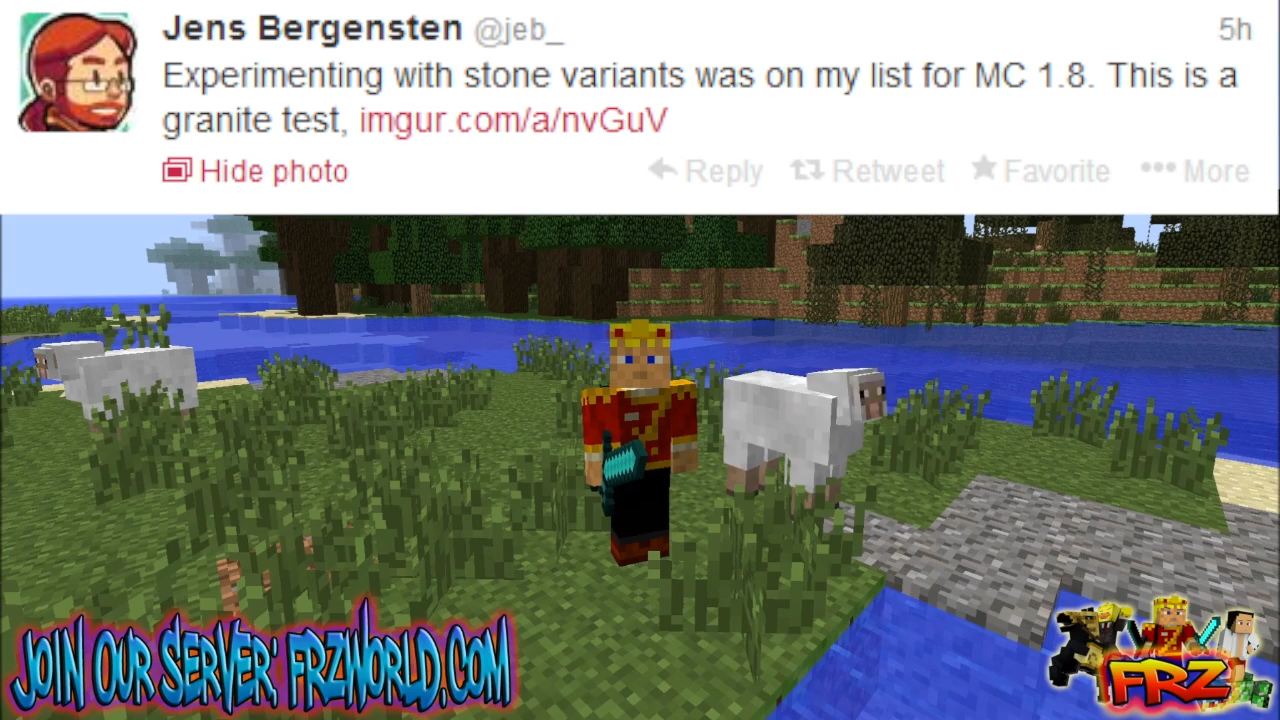 Jens Bergensten @jeb_ 5h
Experimenting with stone variants was on my list for MC 1.8. This is a
granite test, imgur.com/a/nvGuV
Hide photo Reply Retweet Favorite More
JOIN OUR SERVER: FRZWORLD.COM
FRZ